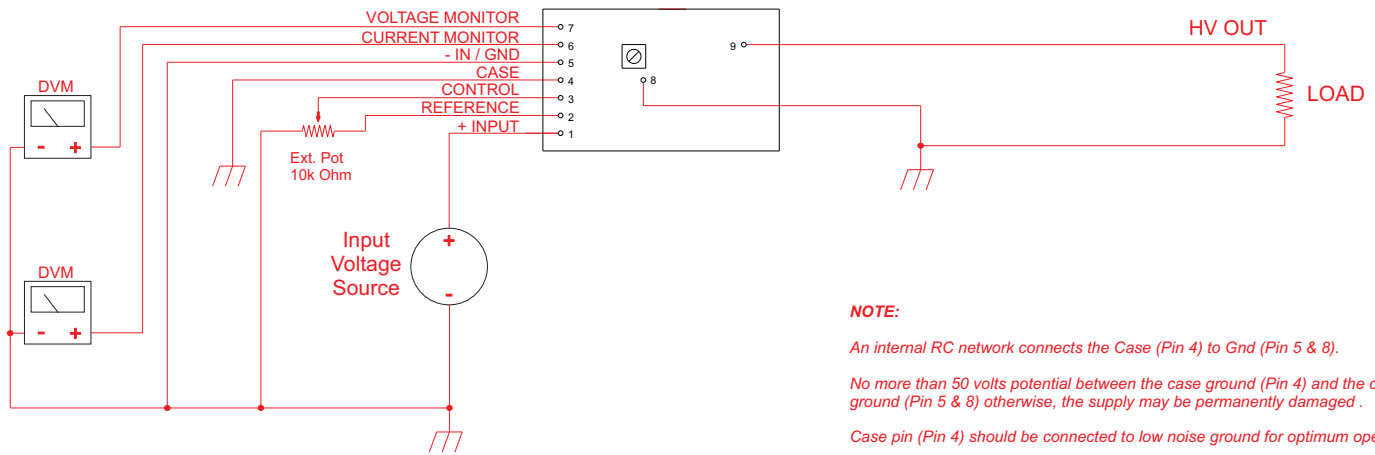 VOLTAGE MONITOR
7
CURRENT MONITOR
6
- IN / GND
5
CASE
4
CONTROL
3
REFERENCE
2
+ INPUT
1
8
9
HV OUT
LOAD
DVM
- +
Ext. Pot
10k Ohm
DVM
- +
Input
Voltage
Source
+
-
NOTE:
An internal RC network connects the Case (Pin 4) to Gnd (Pin 5 & 8).
No more than 50 volts potential between the case ground (Pin 4) and the
ground (Pin 5 & 8) otherwise, the supply may be permanently damaged .
Case pin (Pin 4) should be connected to low noise ground for optimum